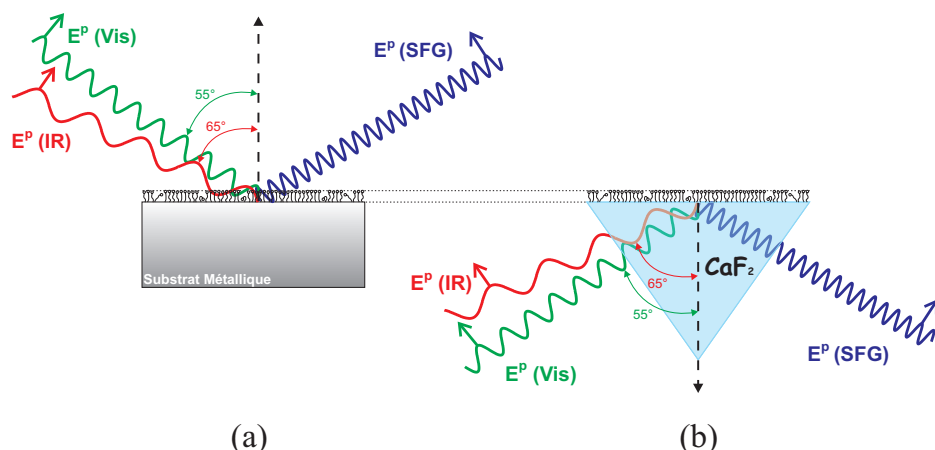 E^p (Vis)
E^p (SFG)
55°
65°
E^p (IR)
Substrat Métallique
CaF₂
E^p (IR)
65°
55°
E^p (Vis)
E^p (SFG)
(a)
(b)